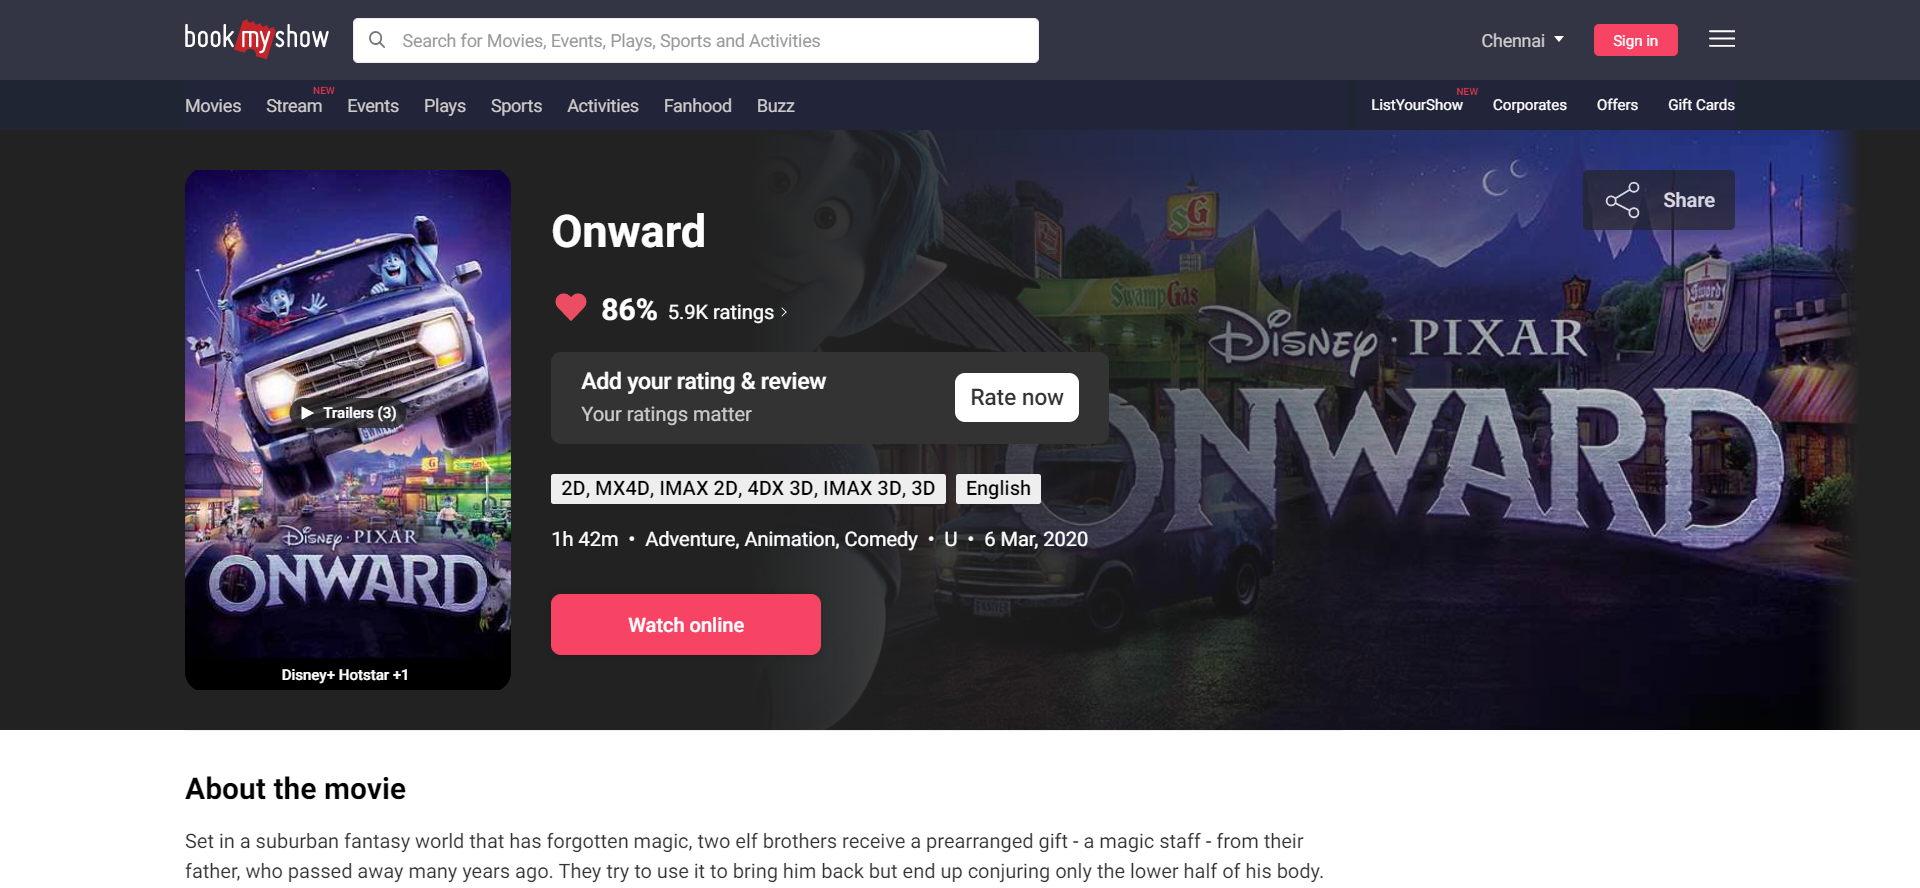 book my show
Search for Movies, Events, Plays, Sports and Activities
Chennai
Sign in
Movies
Stream
NEW
Events
Plays
Sports
Activities
Fanhood
Buzz
ListYourShow
NEW
Corporates
Offers
Gift Cards
Trailers (3)
Disney · PIXAR
ONWARD
Disney+ Hotstar +1
Onward
86% 5.9K ratings
Add your rating & review
Your ratings matter
Rate now
2D, MX4D, IMAX 2D, 4DX 3D, IMAX 3D, 3D
English
1h 42m • Adventure, Animation, Comedy • U • 6 Mar, 2020
Watch online
Share
SG
SwampGas
Sword
Disney · PIXAR
ONWARD
About the movie
Set in a suburban fantasy world that has forgotten magic, two elf brothers receive a prearranged gift - a magic staff - from their
father, who passed away many years ago. They try to use it to bring him back but end up conjuring only the lower half of his body.